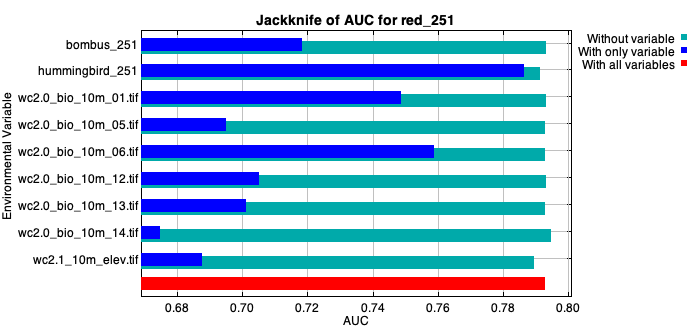 Jackknife of AUC for red_251
Without variable
With only variable
With all variables
Environmental Variable
bombus_251
hummingbird_251
wc2.0_bio_10m_01.tif
wc2.0_bio_10m_05.tif
wc2.0_bio_10m_06.tif
wc2.0_bio_10m_12.tif
wc2.0_bio_10m_13.tif
wc2.0_bio_10m_14.tif
wc2.1_10m_elev.tif
0.68 0.70 0.72 0.74 0.76 0.78 0.80
AUC